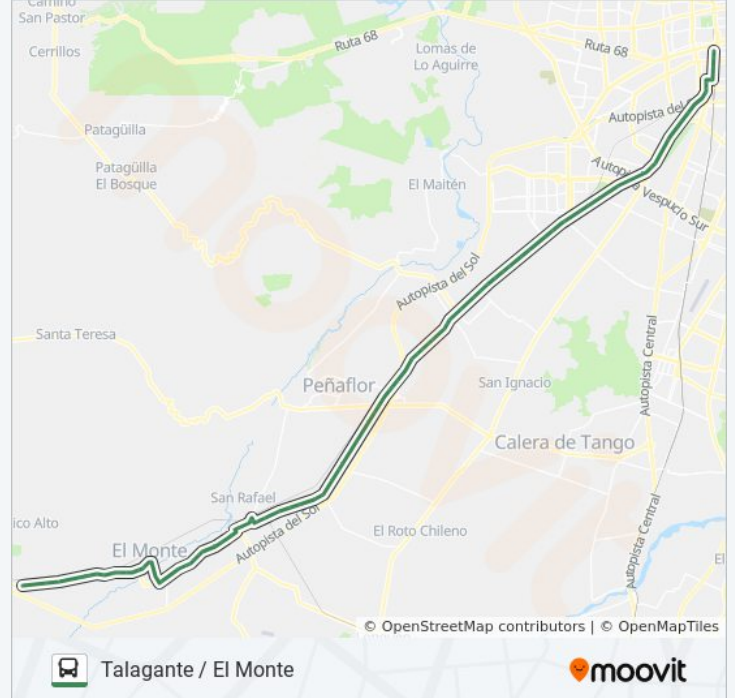 Camino
San Pastor
Cerrillos
Ruta 68
Lomas de
Lo Aguirre
Ruta 68
Autopista del
Patagüilla
Patagüilla
El Bosque
El Maitén
Autopista Vespucio Sur
Autopista del Sol
Santa Teresa
Peñaflor
San Ignacio
Autopista Central
Calera de Tango
San Rafael
Autopista del Sol
ico Alto
El Monte
El Roto Chileno
Autopista Central
El
moovit
© OpenStreetMap contributors | © OpenMapTiles
Talagante / El Monte
moovit